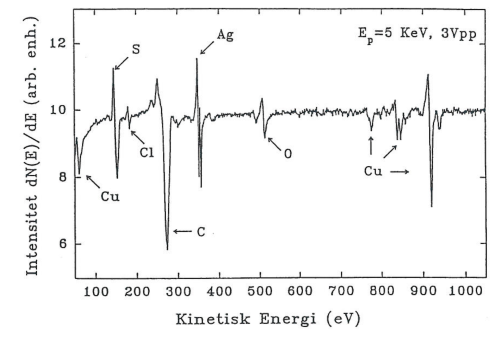 E_p=5 KeV, 3Vpp
Intensitet dN(E)/dE (arb. enh.)
12
10
8
6
S
Ag
Cl
Cu
C
O
Cu
100 200 300 400 500 600 700 800 900 1000
Kinetisk Energi (eV)